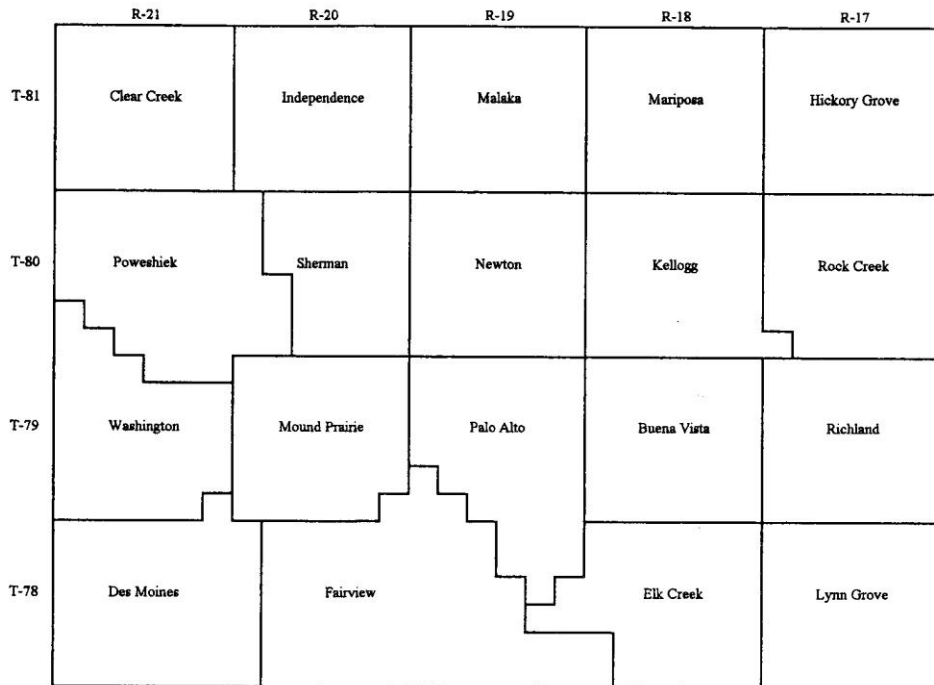 R-21 R-20 R-19 R-18 R-17
T-81 Clear Creek Independence Malaka Mariposa Hickory Grove
T-80 Poweshiek Sherman Newton Kellogg Rock Creek
T-79 Washington Mound Prairie Palo Alto Buena Vista Richland
T-78 Des Moines Fairview Elk Creek Lynn Grove